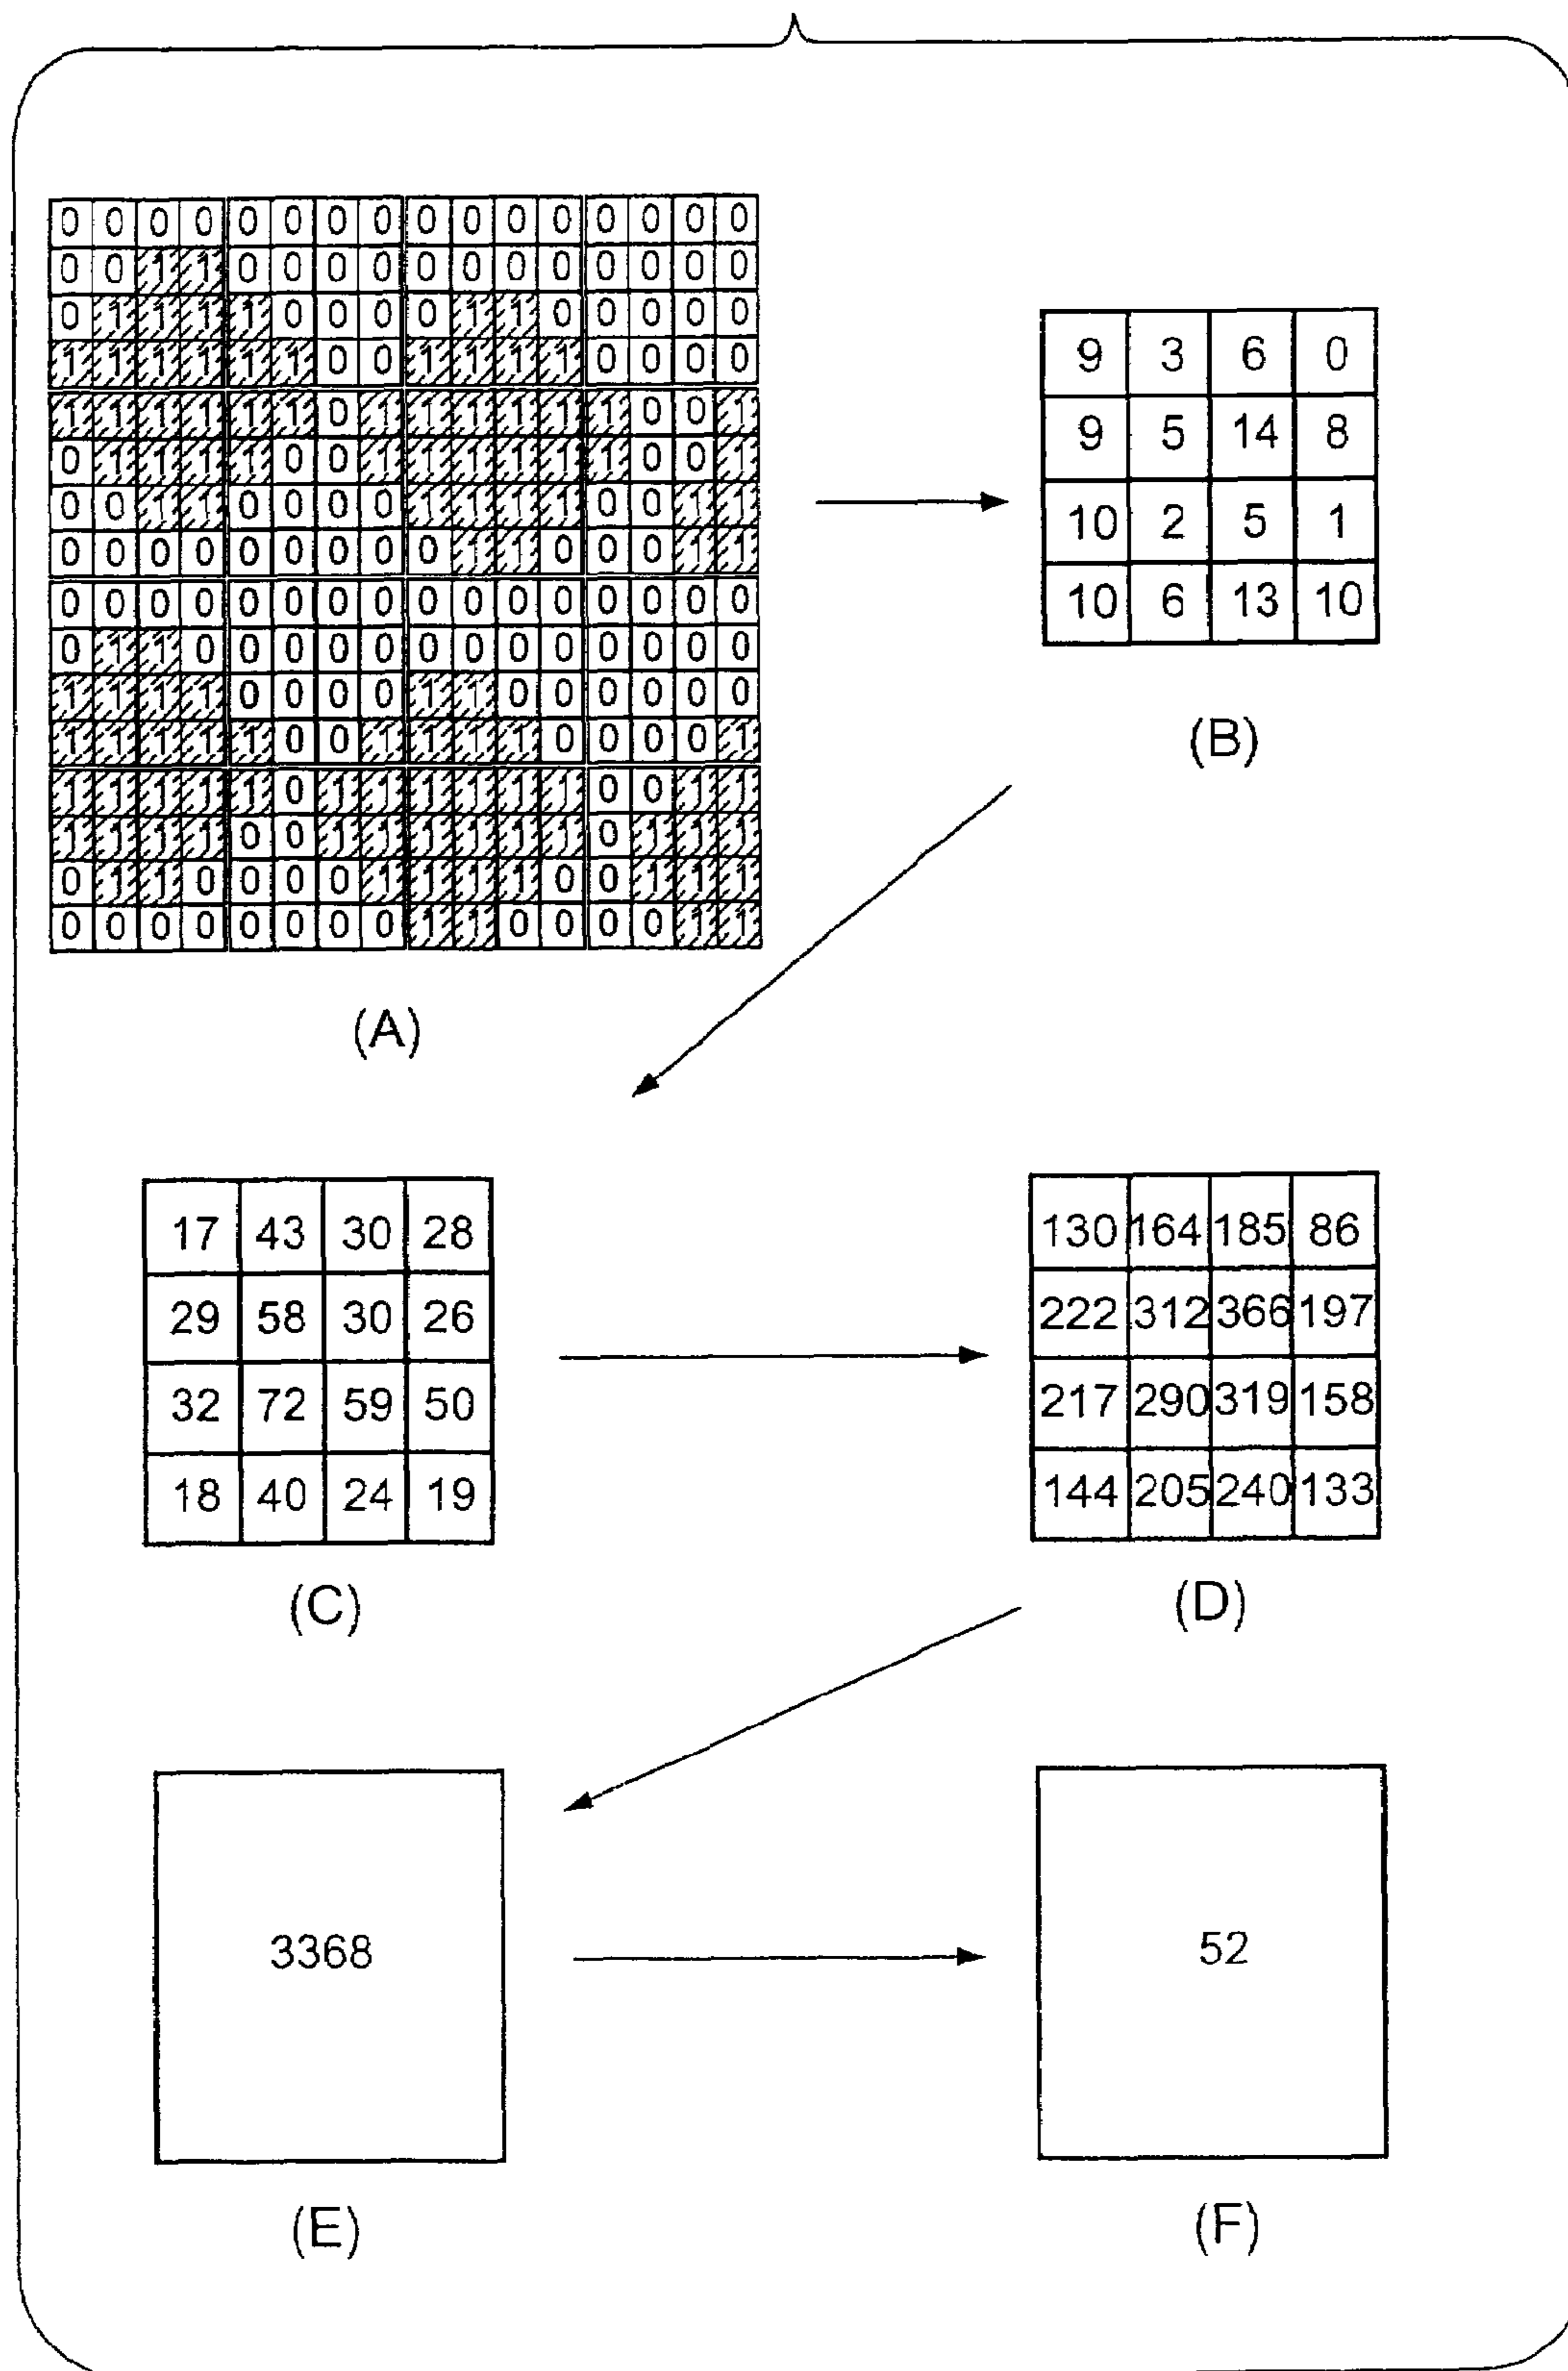 0 0 0 0 0 0 0 0 0 0 0 0 0 0 0 0
0 0 1 1 0 0 0 0 0 0 0 0 0 0 0 0
0 1 1 1 1 0 0 0 0 1 1 0 0 0 0 0
1 1 1 1 1 1 0 0 1 1 1 1 0 0 0 0
1 1 1 1 1 1 0 1 1 1 1 1 1 0 0 1
0 1 1 1 1 0 0 1 1 1 1 1 1 0 0 1
0 0 1 1 0 0 0 0 1 1 1 1 0 0 1 1
0 0 0 0 0 0 0 0 0 1 1 0 0 0 1 1
0 0 0 0 0 0 0 0 0 0 0 0 0 0 0 0
0 1 1 0 0 0 0 0 0 0 0 0 0 0 0 0
1 1 1 1 0 0 0 0 1 1 0 0 0 0 0 0
1 1 1 1 1 0 0 1 1 1 1 0 0 0 0 1
1 1 1 1 1 0 1 1 1 1 1 1 0 0 1 1
1 1 1 1 0 0 1 1 1 1 1 1 0 1 1 1
0 1 1 0 0 0 0 1 1 1 1 0 0 1 1 1
0 0 0 0 0 0 0 0 1 1 0 0 0 0 1 1
(A)
9 3 6 0
9 5 14 8
10 2 5 1
10 6 13 10
(B)
17 43 30 28
29 58 30 26
32 72 59 50
18 40 24 19
(C)
130 164 185 86
222 312 366 197
217 290 319 158
144 205 240 133
(D)
3368
(E)
52
(F)